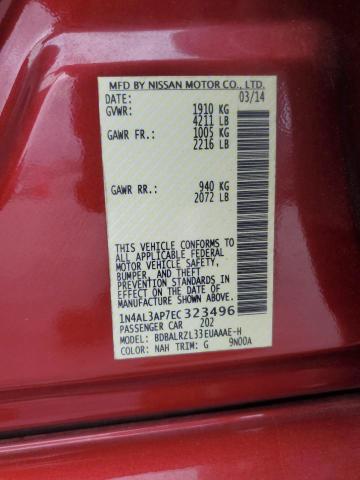 MFD BY NISSAN MOTOR CO., LTD.
DATE: 03/14
GVWR: 1910 KG
4211 LB
GAWR FR: 1005 KG
2216 LB
GAWR RR: 940 KG
2072 LB
THIS VEHICLE CONFORMS TO
ALL APPLICABLE FEDERAL
MOTOR VEHICLE SAFETY,
BUMPER, AND THEFT
PREVENTION STANDARDS IN
EFFECT ON THE DATE OF
MANUFACTURE SHOWN ABOVE.
1N4AL3AP7EC 323496
PASSENGER CAR 202
MODEL: BDBALRZL33EUAAAE-H
COLOR: NAH TRIM: G 9N00A